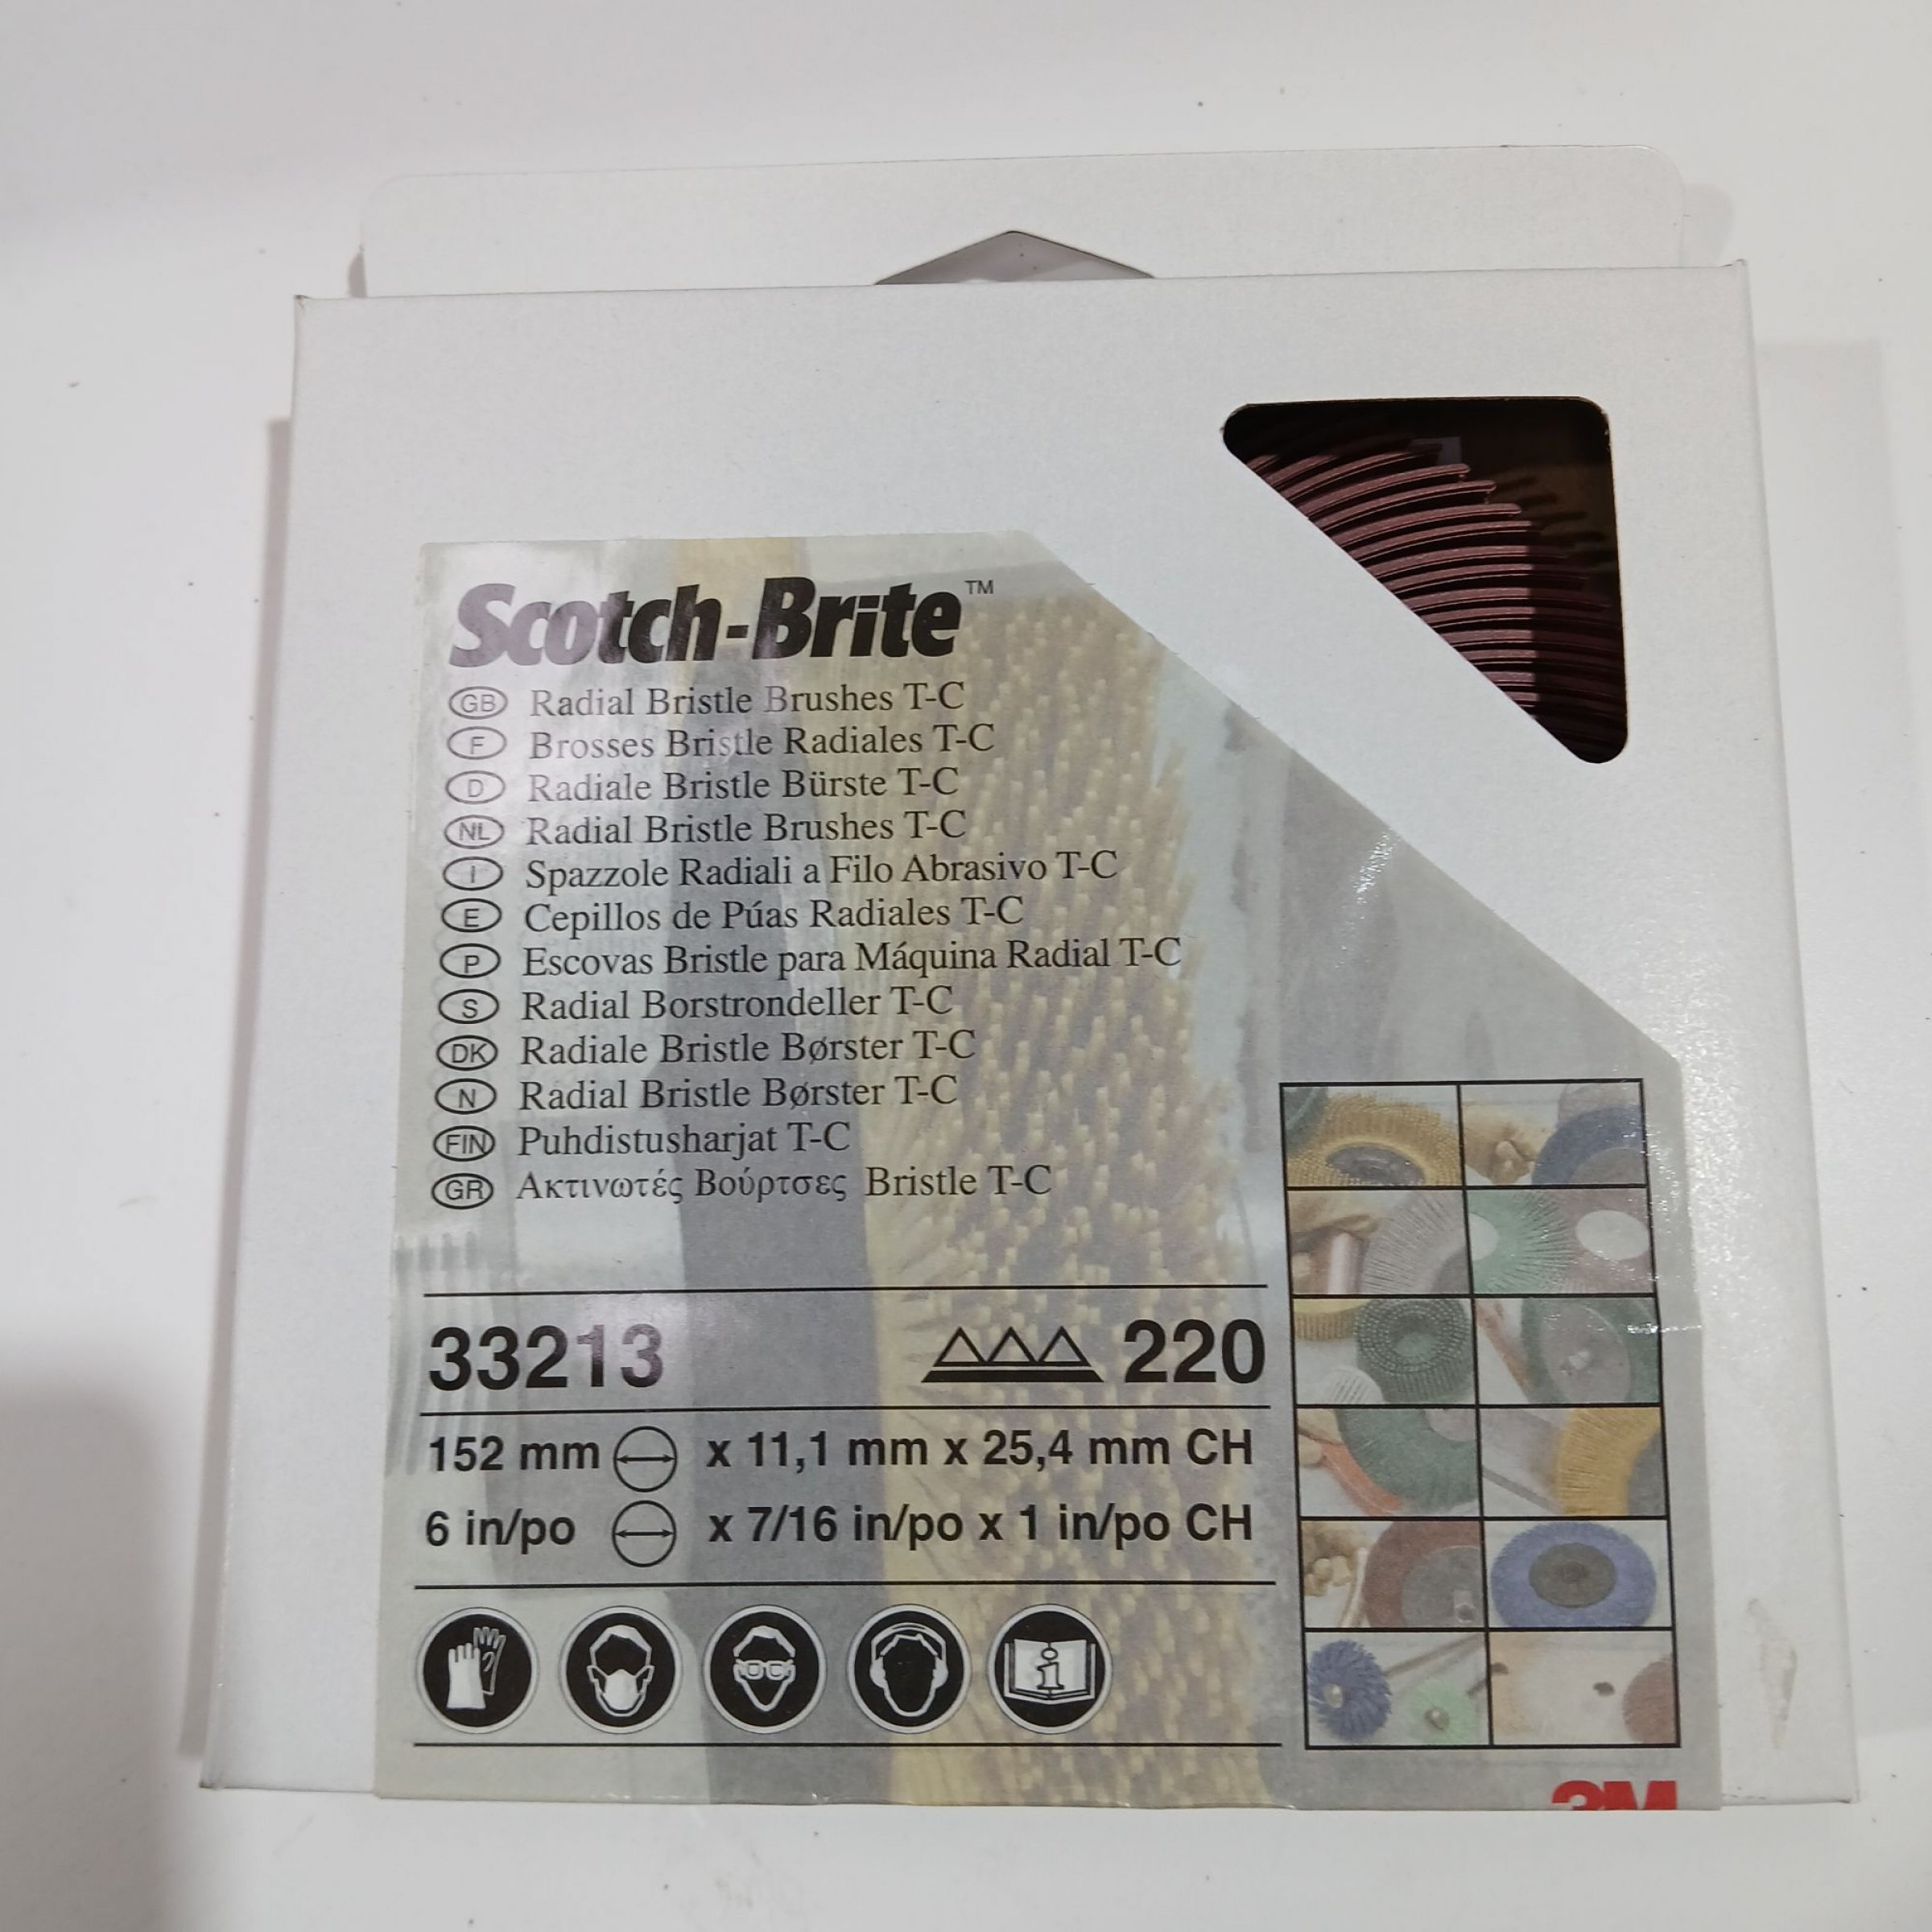 Scotch-Brite™
GB Radial Bristle Brushes T-C
F Brosses Bristle Radiales T-C
D Radiale Bristle Bürste T-C
NL Radial Bristle Brushes T-C
I Spazzole Radiali a Filo Abrasivo T-C
E Cepillos de Púas Radiales T-C
P Escovas Bristle para Máquina Radial T-C
S Radial Borstrondeller T-C
DK Radiale Bristle Børster T-C
N Radial Bristle Børster T-C
FIN Puhdistusharjat T-C
GR Ακτινωτές Βούρτσες Bristle T-C
33213 220
152 mm x 11,1 mm x 25,4 mm CH
6 in/po x 7/16 in/po x 1 in/po CH
i
3M